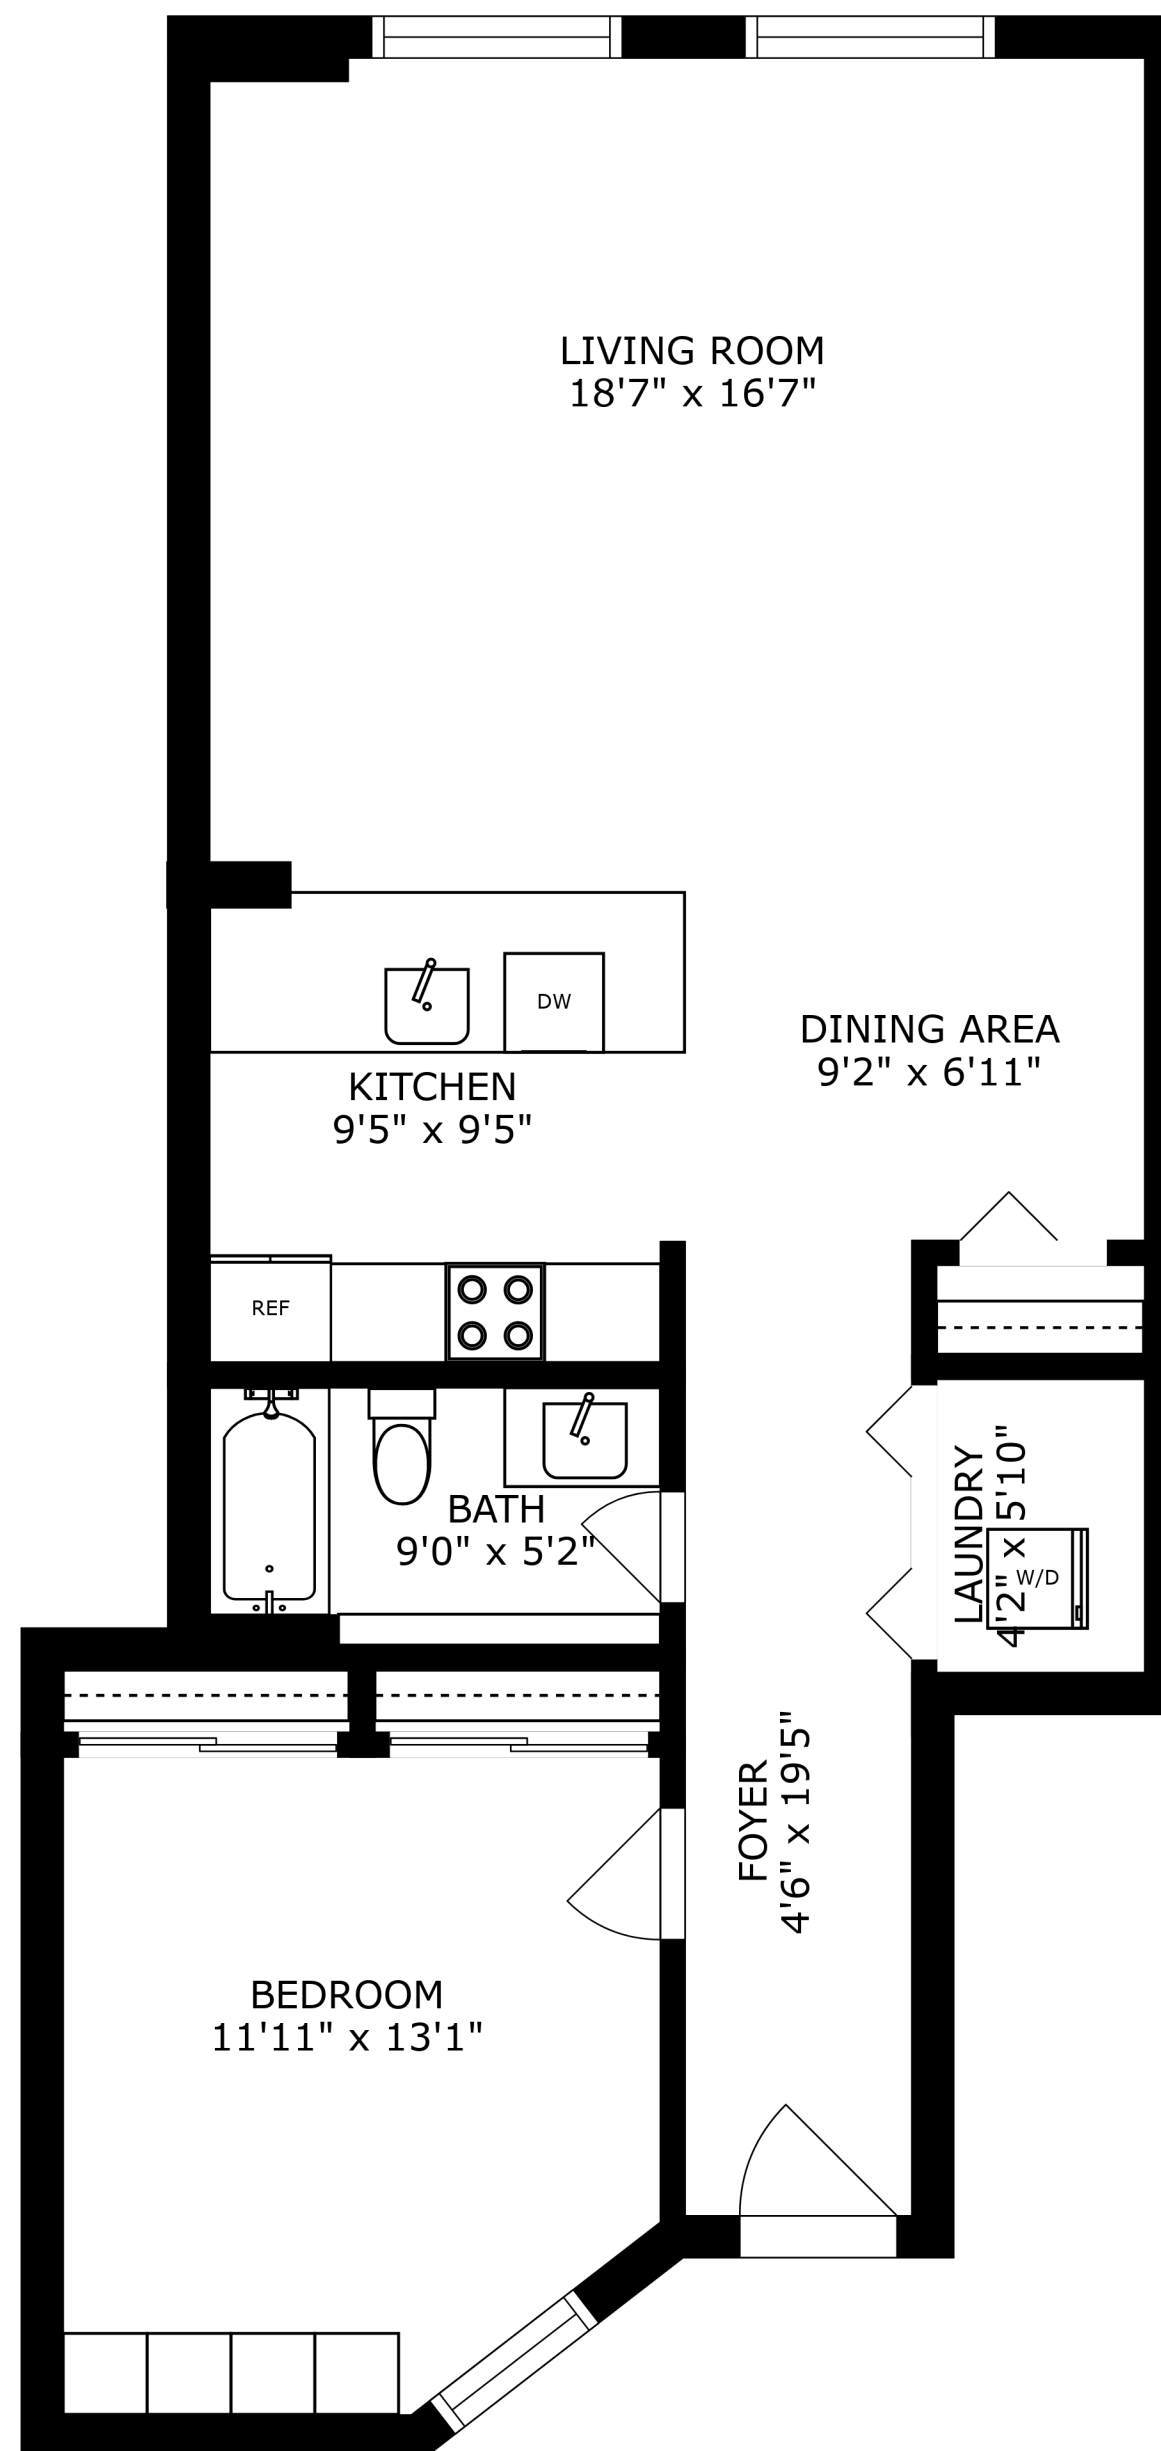 LIVING ROOM
18'7" x 16'7"
DW
DINING AREA
9'2" x 6'11"
KITCHEN
9'5" x 9'5"
REF
BATH
9'0" x 5'2"
LAUNDRY
4'2" x 5'10"
W/D
FOYER
4'6" x 19'5"
BEDROOM
11'11" x 13'1"